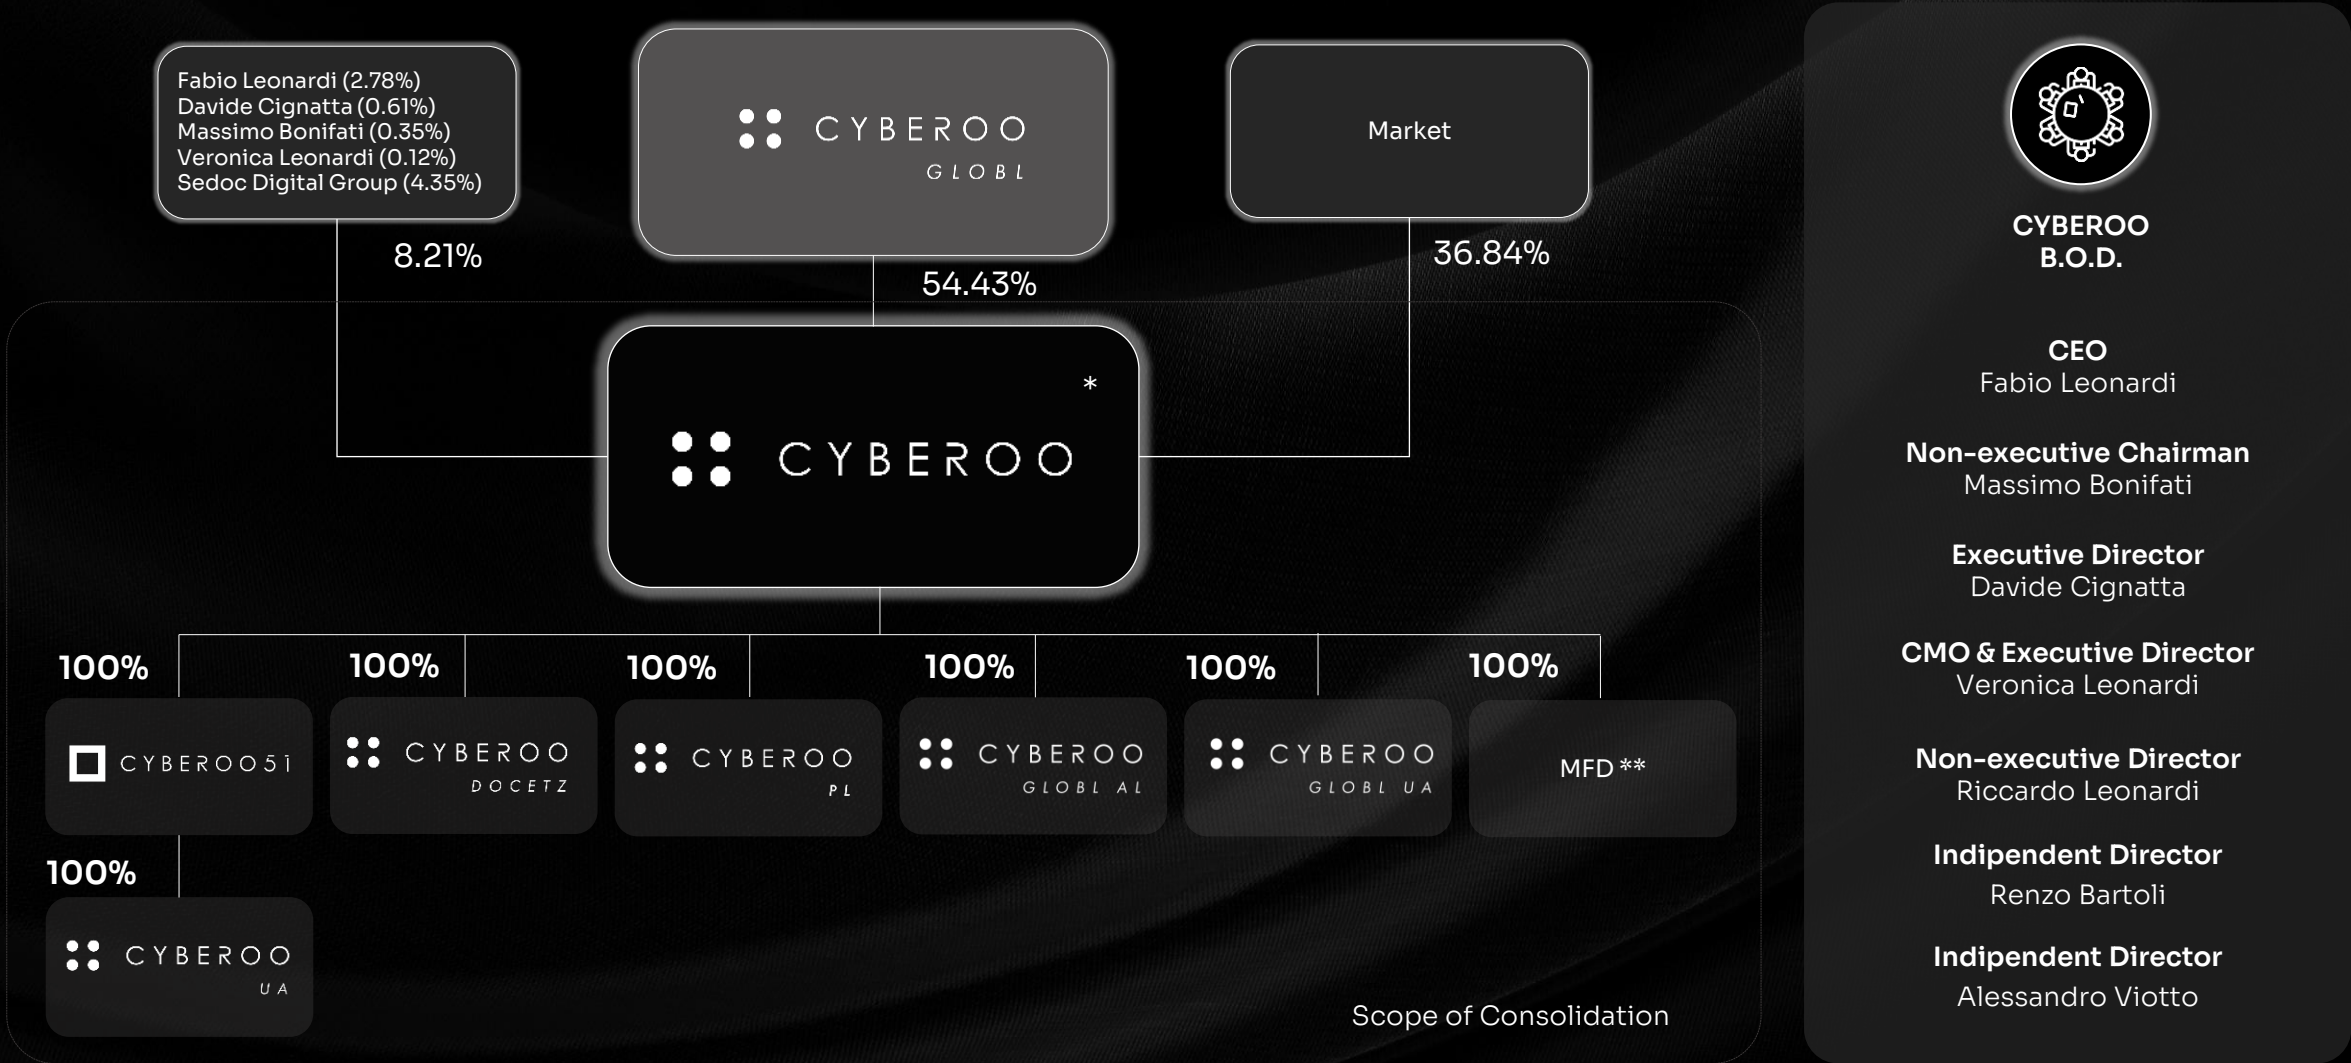 Fabio Leonardi (2.78%)
Davide Cignatta (0.61%)
Massimo Bonifati (0.35%)
Veronica Leonardi (0.12%)
Sedoc Digital Group (4.35%)
CYBEROO
GLOBL
Market
8.21%
54.43%
36.84%
*
CYBEROO
100%
100%
100%
100%
100%
100%
CYBEROO51
CYBEROO
DOCETZ
CYBEROO
PL
CYBEROO
GLOBL AL
CYBEROO
GLOBL UA
MFD **
100%
CYBEROO
UA
Scope of Consolidation
CYBEROO
B.O.D.
CEO
Fabio Leonardi
Non-executive Chairman
Massimo Bonifati
Executive Director
Davide Cignatta
CMO & Executive Director
Veronica Leonardi
Non-executive Director
Riccardo Leonardi
Indipendent Director
Renzo Bartoli
Indipendent Director
Alessandro Viotto